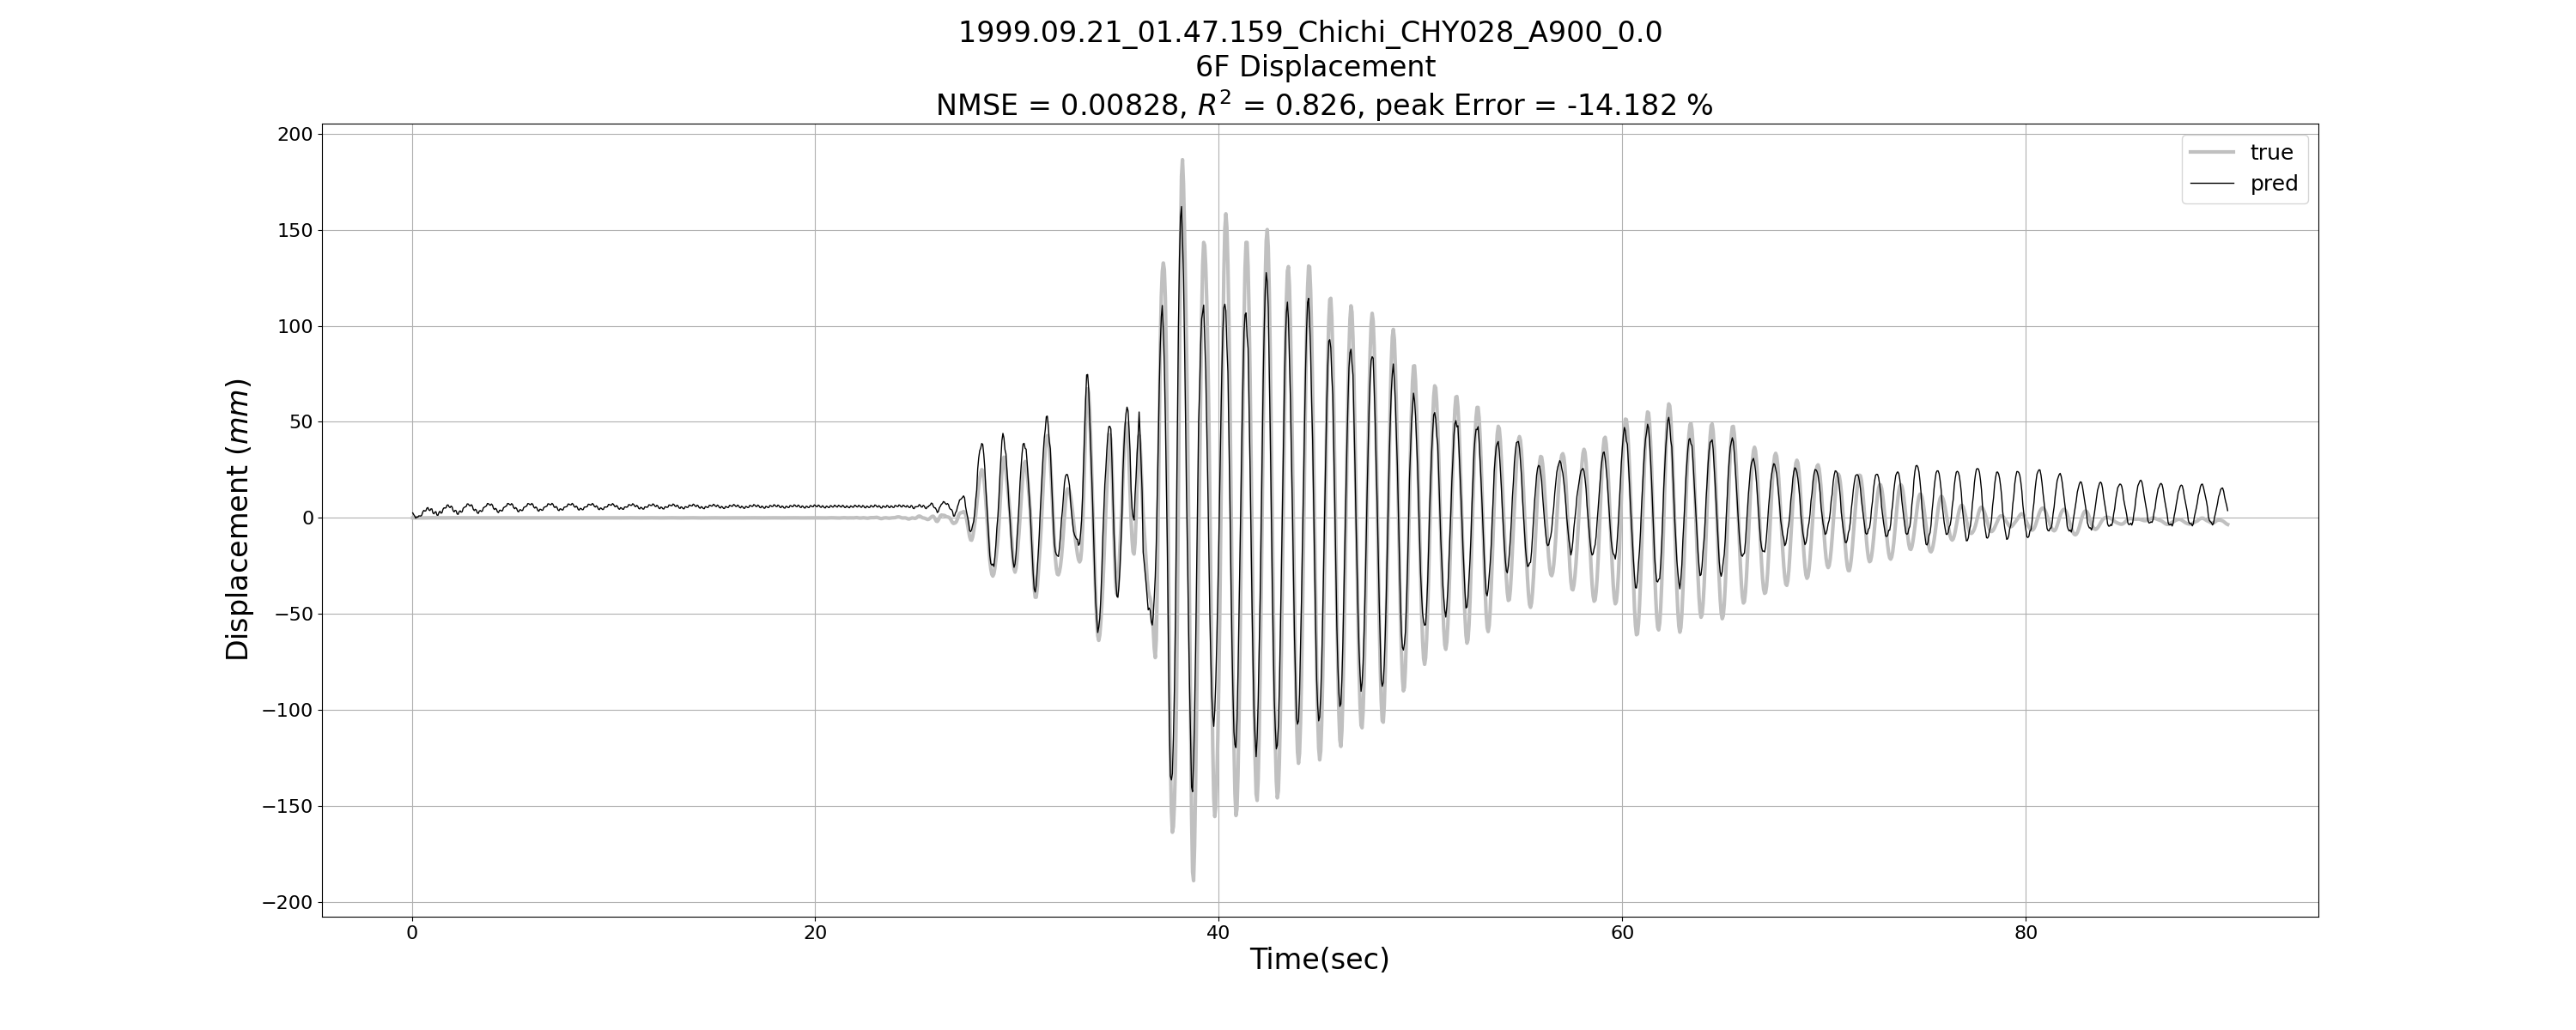 1999.09.21_01.47.159_Chichi_CHY028_A900_0.0
6F Displacement
NMSE = 0.00828, R² = 0.826, peak Error = -14.182 %
true
pred
200
150
100
50
0
−50
−100
−150
−200
Displacement (mm)
0
20
40
60
80
Time(sec)